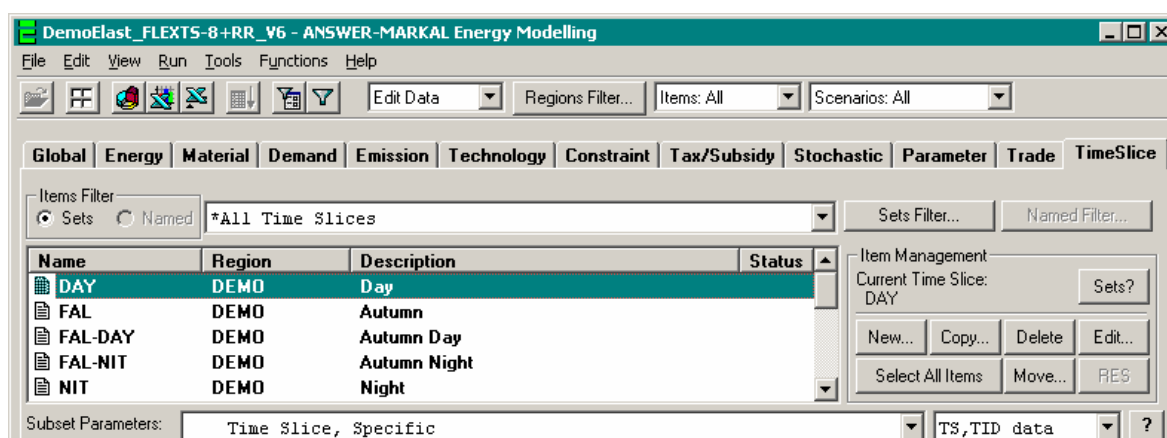 DemoElast_FLEXTS-8+RR_V6 - ANSWER-MARKAL Energy Modelling
File Edit View Run Tools Functions Help
Edit Data Regions Filter... Items: All Scenarios: All
Global Energy Material Demand Emission Technology Constraint Tax/Subsidy Stochastic Parameter Trade TimeSlice
Items Filter
Sets Named *All Time Slices Sets Filter... Named Filter...
Name Region Description Status
DAY DEMO Day
FAL DEMO Autumn
FAL-DAY DEMO Autumn Day
FAL-NIT DEMO Autumn Night
NIT DEMO Night
Item Management
Current Time Slice:
DAY
Sets?
New... Copy... Delete Edit...
Select All Items Move... RES
Subset Parameters: Time Slice, Specific TS,TID data ?